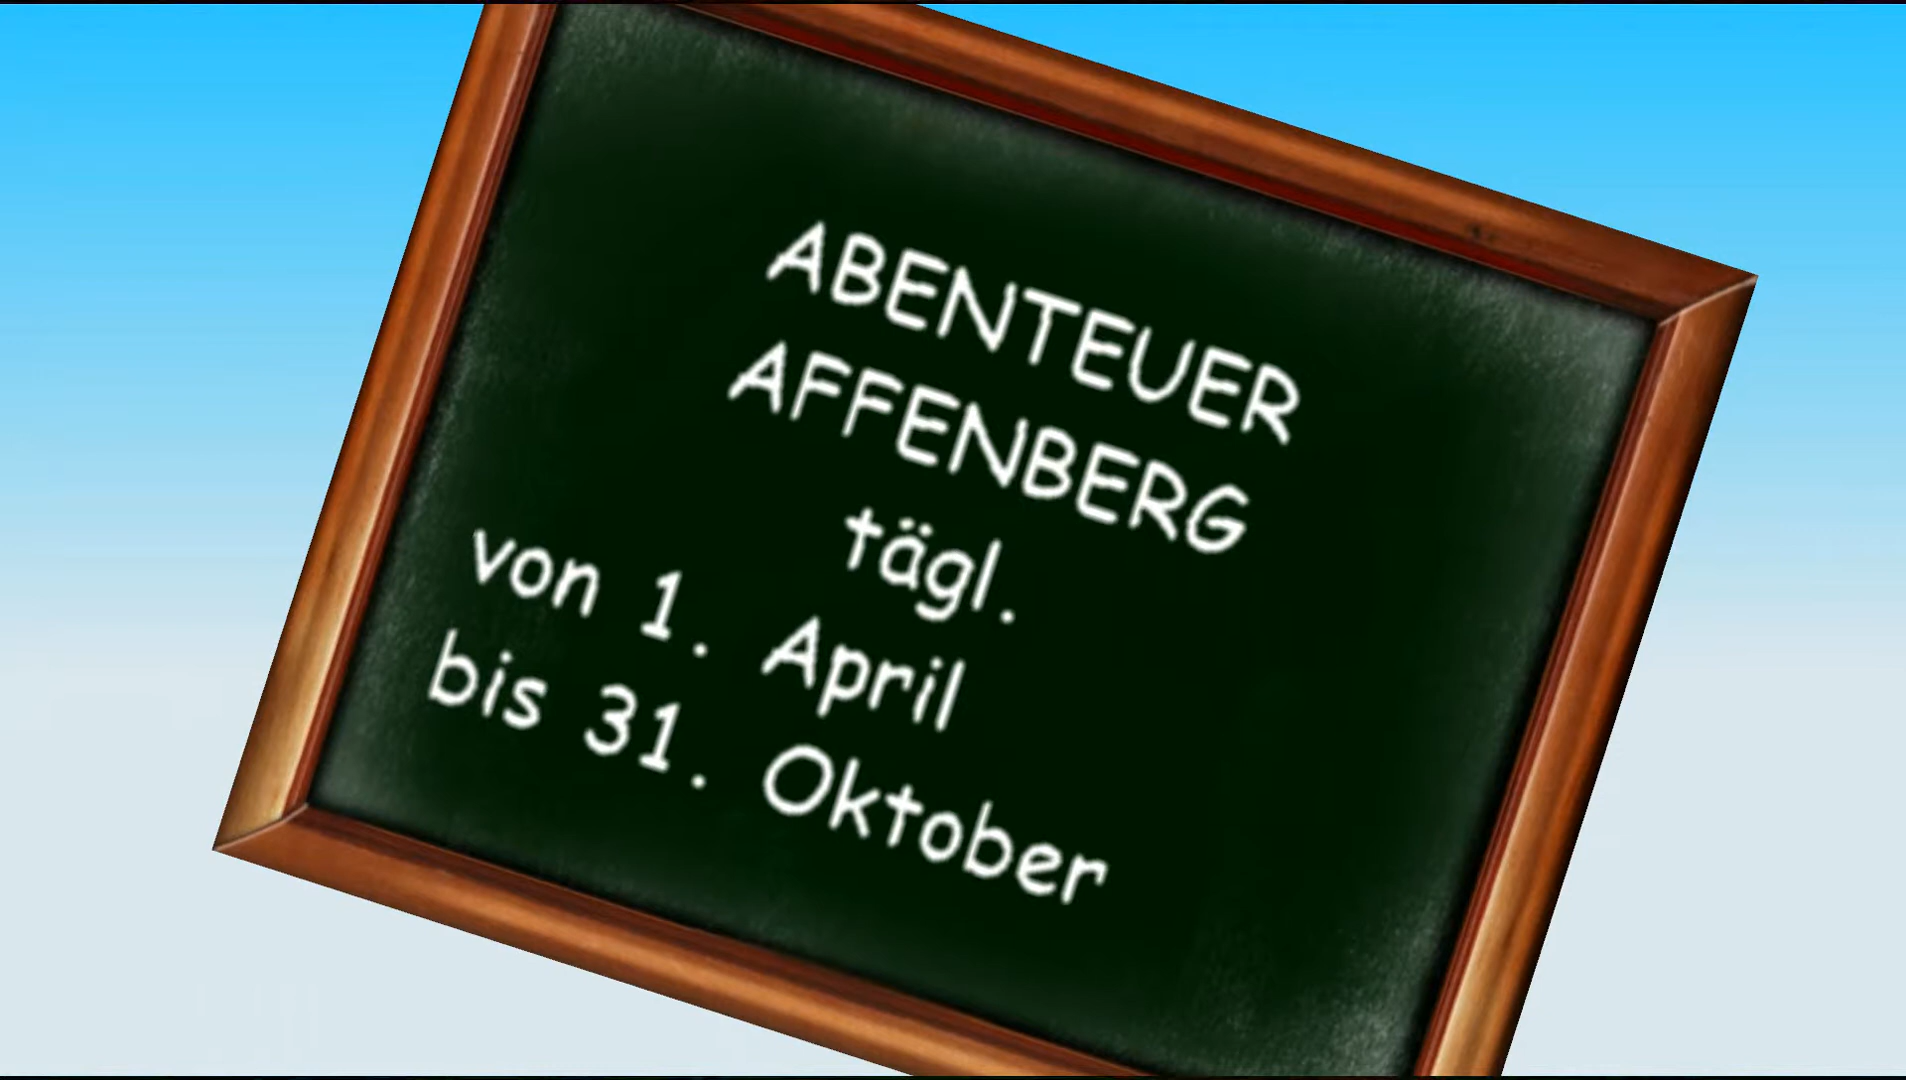 ABENTEUER
AFFENBERG
tägl.
von 1. April
bis 31. Oktober